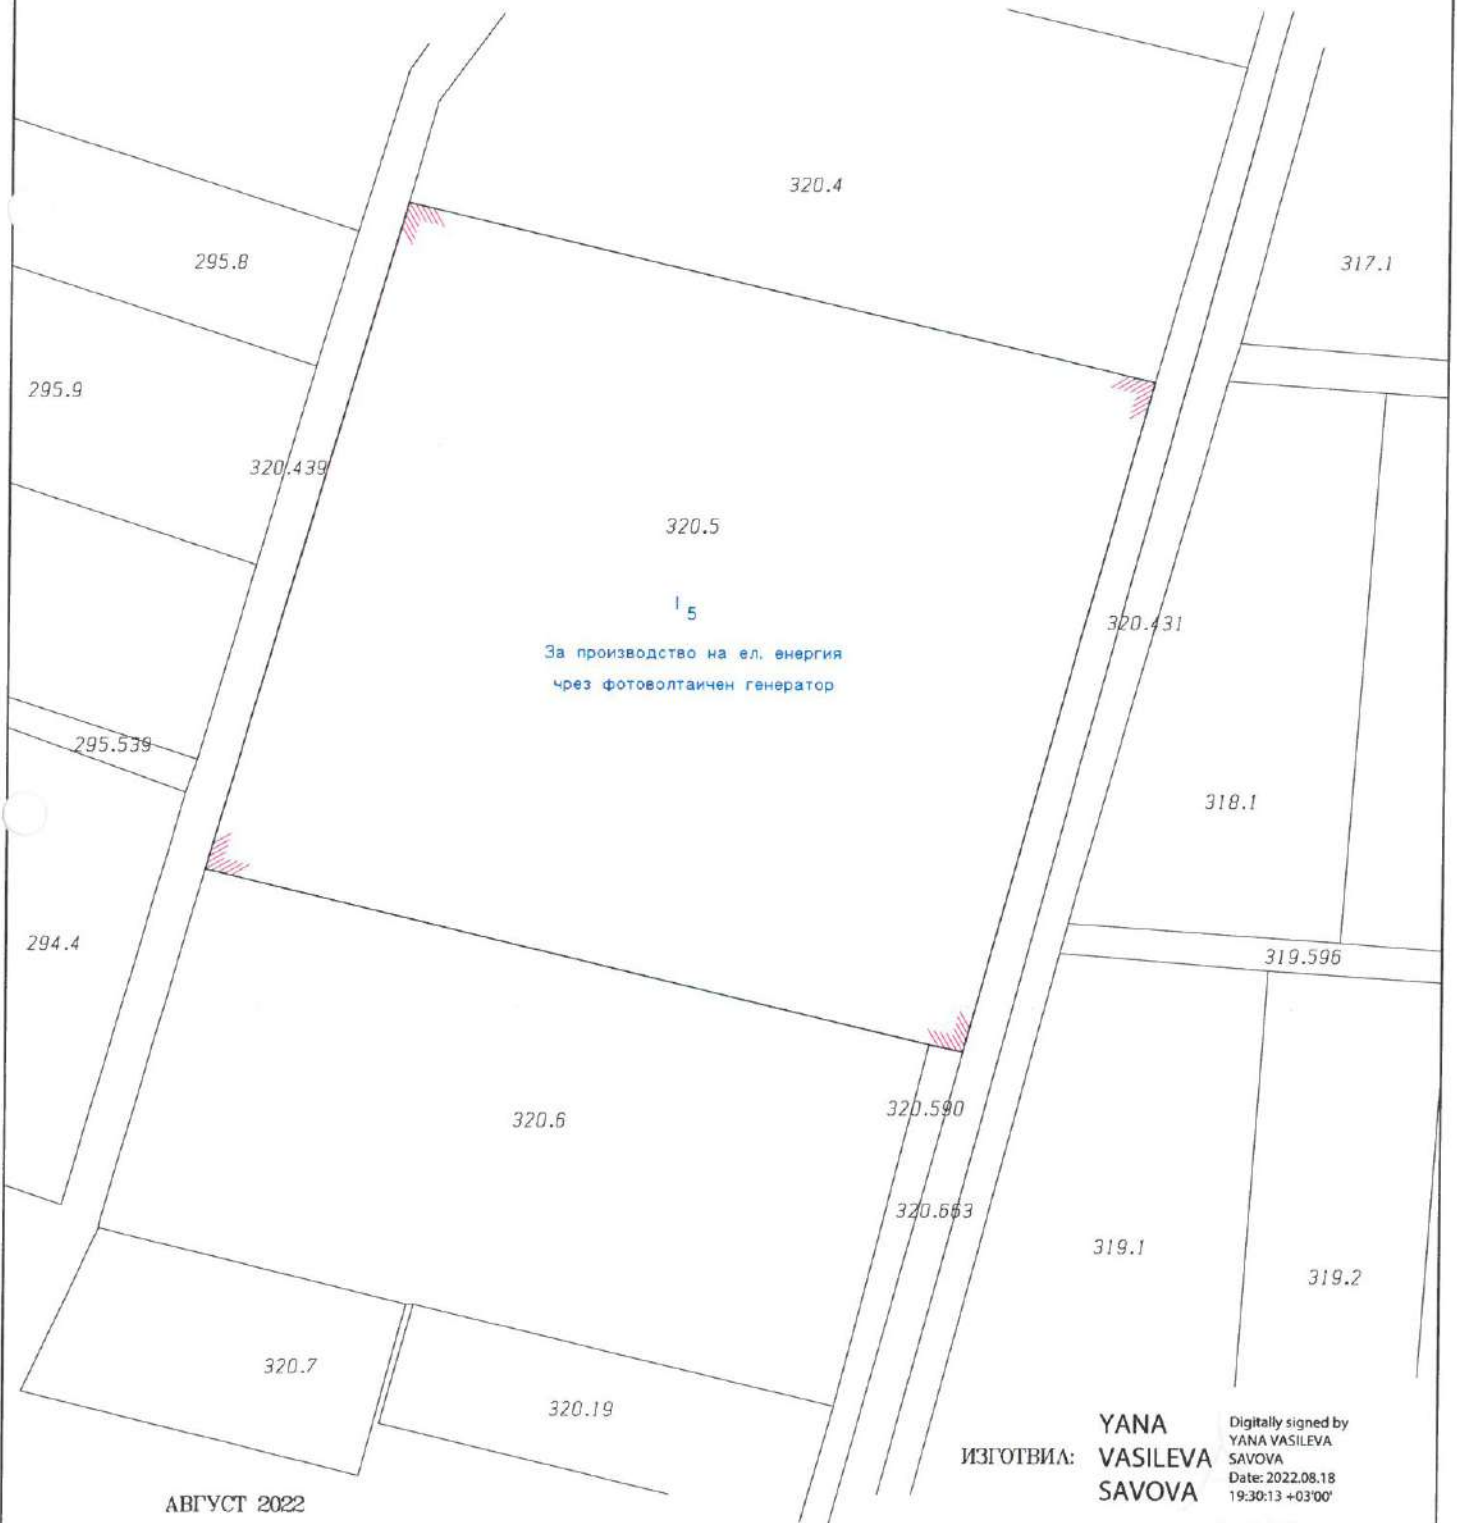 320.4
317.1
295.8
295.9
320.439
320.5
I 5
За производство на ел. енергия
чрез фотоволтаичен генератор
320.431
295.539
318.1
294.4
319.596
320.6
320.590
320.663
319.1
319.2
320.7
320.19
ИЗГОТВИЛ:
YANA
VASILEVA
SAVOVA
Digitally signed by
YANA VASILEVA
SAVOVA
Date: 2022.08.18
19:30:13 +03'00'
АВГУСТ 2022